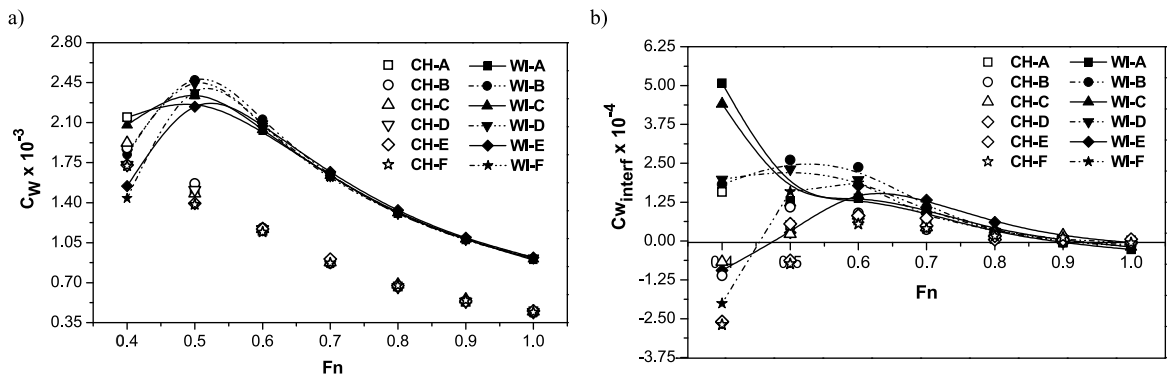 a)
C_W x 10^-3
2.80
2.45
2.10
1.75
1.40
1.05
0.70
0.35
0.4 0.5 0.6 0.7 0.8 0.9 1.0
Fn
CH-A WI-A
CH-B WI-B
CH-C WI-C
CH-D WI-D
CH-E WI-E
CH-F WI-F
b)
Cw_interf x 10^-4
6.25
5.00
3.75
2.50
1.25
0.00
-1.25
-2.50
-3.75
0.4 0.5 0.6 0.7 0.8 0.9 1.0
Fn
CH-A WI-A
CH-B WI-B
CH-C WI-C
CH-D WI-D
CH-E WI-E
CH-F WI-F